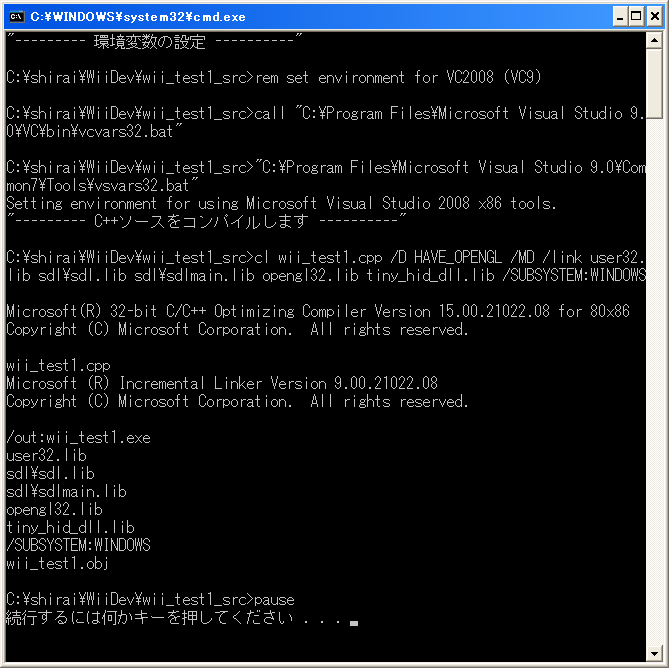 C:¥WINDOWS¥system32¥cmd.exe
"--------- 環境変数の設定 ----------"
C:¥shirai¥WiiDev¥wii_test1_src>rem set environment for VC2008 (VC9)
C:¥shirai¥WiiDev¥wii_test1_src>call "C:¥Program Files¥Microsoft Visual Studio 9.
0¥VC¥bin¥vcvars32.bat"
C:¥shirai¥WiiDev¥wii_test1_src>"C:¥Program Files¥Microsoft Visual Studio 9.0¥Com
mon7¥Tools¥vsvars32.bat"
Setting environment for using Microsoft Visual Studio 2008 x86 tools.
"--------- C++ソースをコンパイルします ----------"
C:¥shirai¥WiiDev¥wii_test1_src>cl wii_test1.cpp /D HAVE_OPENGL /MD /link user32.
lib sdl¥sdl.lib sdl¥sdlmain.lib opengl32.lib tiny_hid_dll.lib /SUBSYSTEM:WINDOWS
Microsoft(R) 32-bit C/C++ Optimizing Compiler Version 15.00.21022.08 for 80x86
Copyright (C) Microsoft Corporation.  All rights reserved.
wii_test1.cpp
Microsoft (R) Incremental Linker Version 9.00.21022.08
Copyright (C) Microsoft Corporation.  All rights reserved.
/out:wii_test1.exe
user32.lib
sdl¥sdl.lib
sdl¥sdlmain.lib
opengl32.lib
tiny_hid_dll.lib
/SUBSYSTEM:WINDOWS
wii_test1.obj
C:¥shirai¥WiiDev¥wii_test1_src>pause
続行するには何かキーを押してください . . .